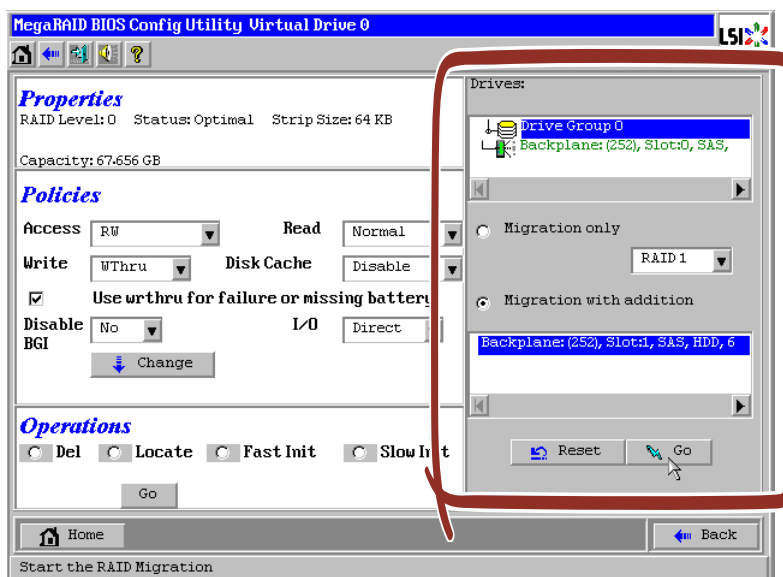 MegaRAID BIOS Config Utility Virtual Drive 0
LSI
Properties
RAID Level: 0 Status: Optimal Strip Size: 64 KB
Capacity: 67.656 GB
Policies
Access RW Read Normal
Write WThru Disk Cache Disable
Use wrthru for failure or missing battery
Disable BGI No I/O Direct
Change
Operations
Del Locate Fast Init Slow Init
Go
Drives:
Drive Group 0
Backplane: (252), Slot:0, SAS,
Migration only
RAID 1
Migration with addition
Backplane: (252), Slot:1, SAS, HDD, 6
Reset Go
Home Back
Start the RAID Migration